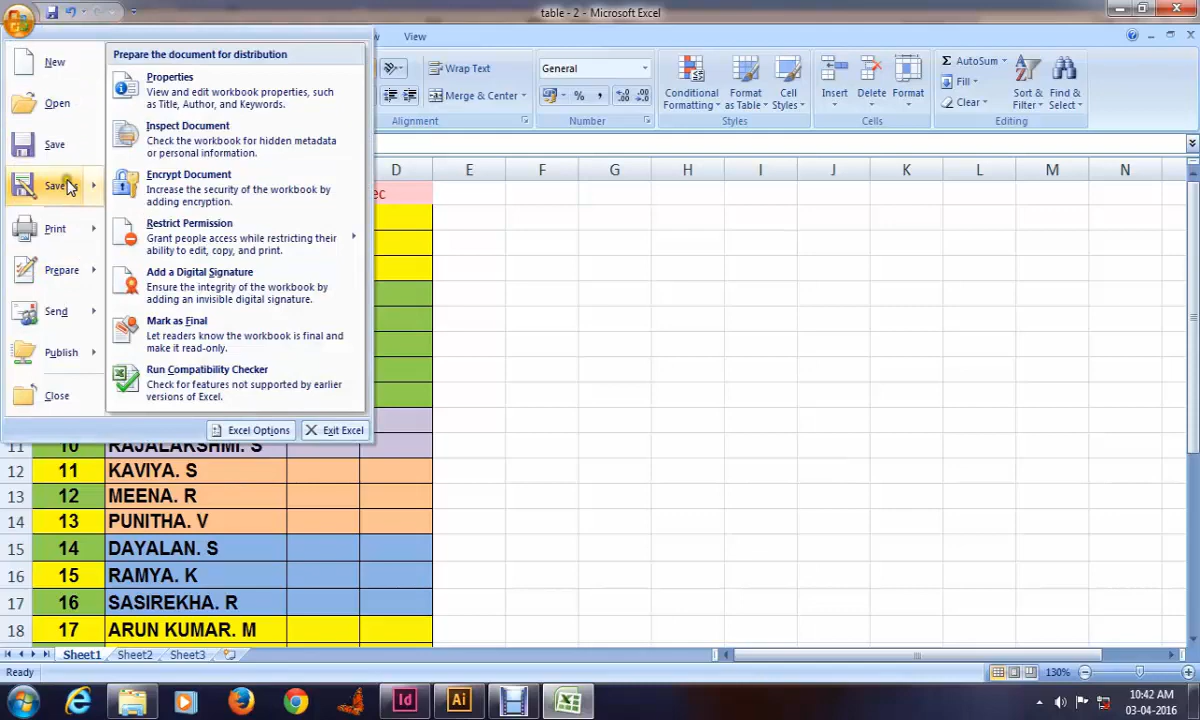 table - 2 - Microsoft Excel
View
New
Open
Save
Save
Print
Prepare
Send
Publish
Close
Prepare the document for distribution
Properties
View and edit workbook properties, such
as Title, Author, and Keywords.
Inspect Document
Check the workbook for hidden metadata
or personal information.
Encrypt Document
Increase the security of the workbook by
adding encryption.
Restrict Permission
Grant people access while restricting their
ability to edit, copy, and print.
Add a Digital Signature
Ensure the integrity of the workbook by
adding an invisible digital signature.
Mark as Final
Let readers know the workbook is final and
make it read-only.
Run Compatibility Checker
Check for features not supported by earlier
versions of Excel.
Excel Options
Exit Excel
Wrap Text
Merge & Center
Alignment
General
%
,
.0 .00
.00 .0
Number
Conditional
Formatting
Format
as Table
Cell
Styles
Styles
Insert
Delete
Format
Cells
Σ AutoSum
Fill
Clear
Sort &
Filter
Find &
Select
Editing
D E F G H I J K L M N
ec
11 10 RAJALAKSHMI. S
12 11 KAVIYA. S
13 12 MEENA. R
14 13 PUNITHA. V
15 14 DAYALAN. S
16 15 RAMYA. K
17 16 SASIREKHA. R
18 17 ARUN KUMAR. M
Sheet1 Sheet2 Sheet3
Ready
130%
Id
Ai
10:42 AM
03-04-2016